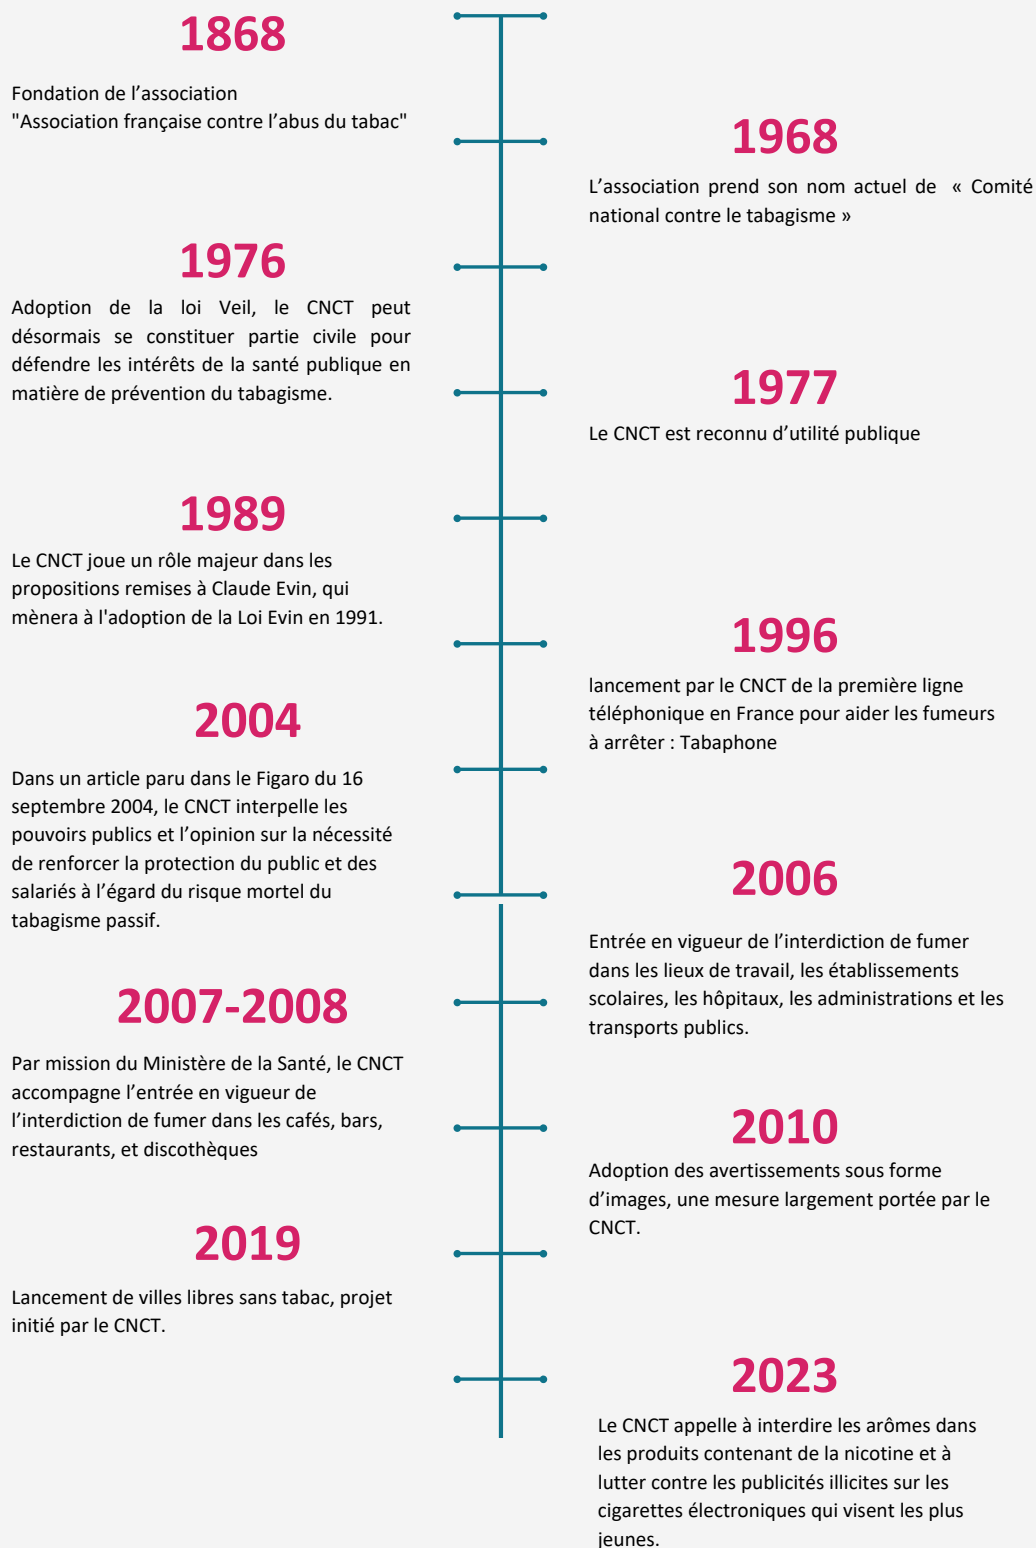 1868
Fondation de l’association
"Association française contre l’abus du tabac"
1968
L’association prend son nom actuel de « Comité
national contre le tabagisme »
1976
Adoption de la loi Veil, le CNCT peut
désormais se constituer partie civile pour
défendre les intérêts de la santé publique en
matière de prévention du tabagisme.
1977
Le CNCT est reconnu d’utilité publique
1989
Le CNCT joue un rôle majeur dans les
propositions remises à Claude Evin, qui
mènera à l'adoption de la Loi Evin en 1991.
1996
lancement par le CNCT de la première ligne
téléphonique en France pour aider les fumeurs
à arrêter : Tabaphone
2004
Dans un article paru dans le Figaro du 16
septembre 2004, le CNCT interpelle les
pouvoirs publics et l’opinion sur la nécessité
de renforcer la protection du public et des
salariés à l’égard du risque mortel du
tabagisme passif.
2006
Entrée en vigueur de l’interdiction de fumer
dans les lieux de travail, les établissements
scolaires, les hôpitaux, les administrations et les
transports publics.
2007-2008
Par mission du Ministère de la Santé, le CNCT
accompagne l’entrée en vigueur de
l’interdiction de fumer dans les cafés, bars,
restaurants, et discothèques
2010
Adoption des avertissements sous forme
d’images, une mesure largement portée par le
CNCT.
2019
Lancement de villes libres sans tabac, projet
initié par le CNCT.
2023
Le CNCT appelle à interdire les arômes dans
les produits contenant de la nicotine et à
lutter contre les publicités illicites sur les
cigarettes électroniques qui visent les plus
jeunes.